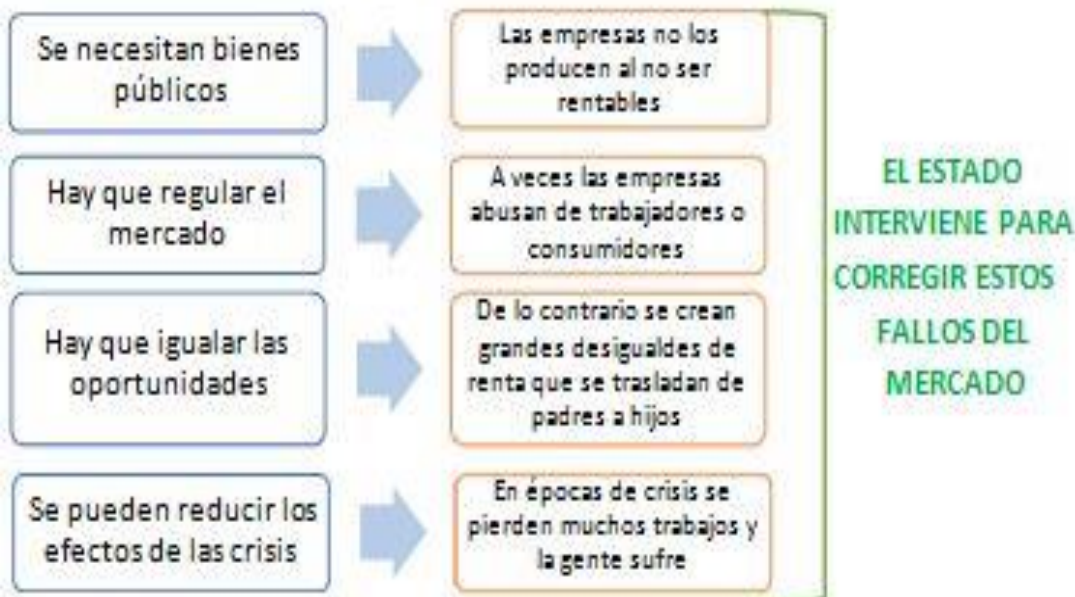 Se necesitan bienes
públicos
Las empresas no los
producen al no ser
rentables
Hay que regular el
mercado
A veces las empresas
abusan de trabajadores o
consumidores
Hay que igualar las
oportunidades
De lo contrario se crean
grandes desigualdes de
renta que se trasladan de
padres a hijos
Se pueden reducir los
efectos de las crisis
En épocas de crisis se
pierden muchos trabajos y
la gente sufre
EL ESTADO
INTERVIENE PARA
CORREGIR ESTOS
FALLOS DEL
MERCADO